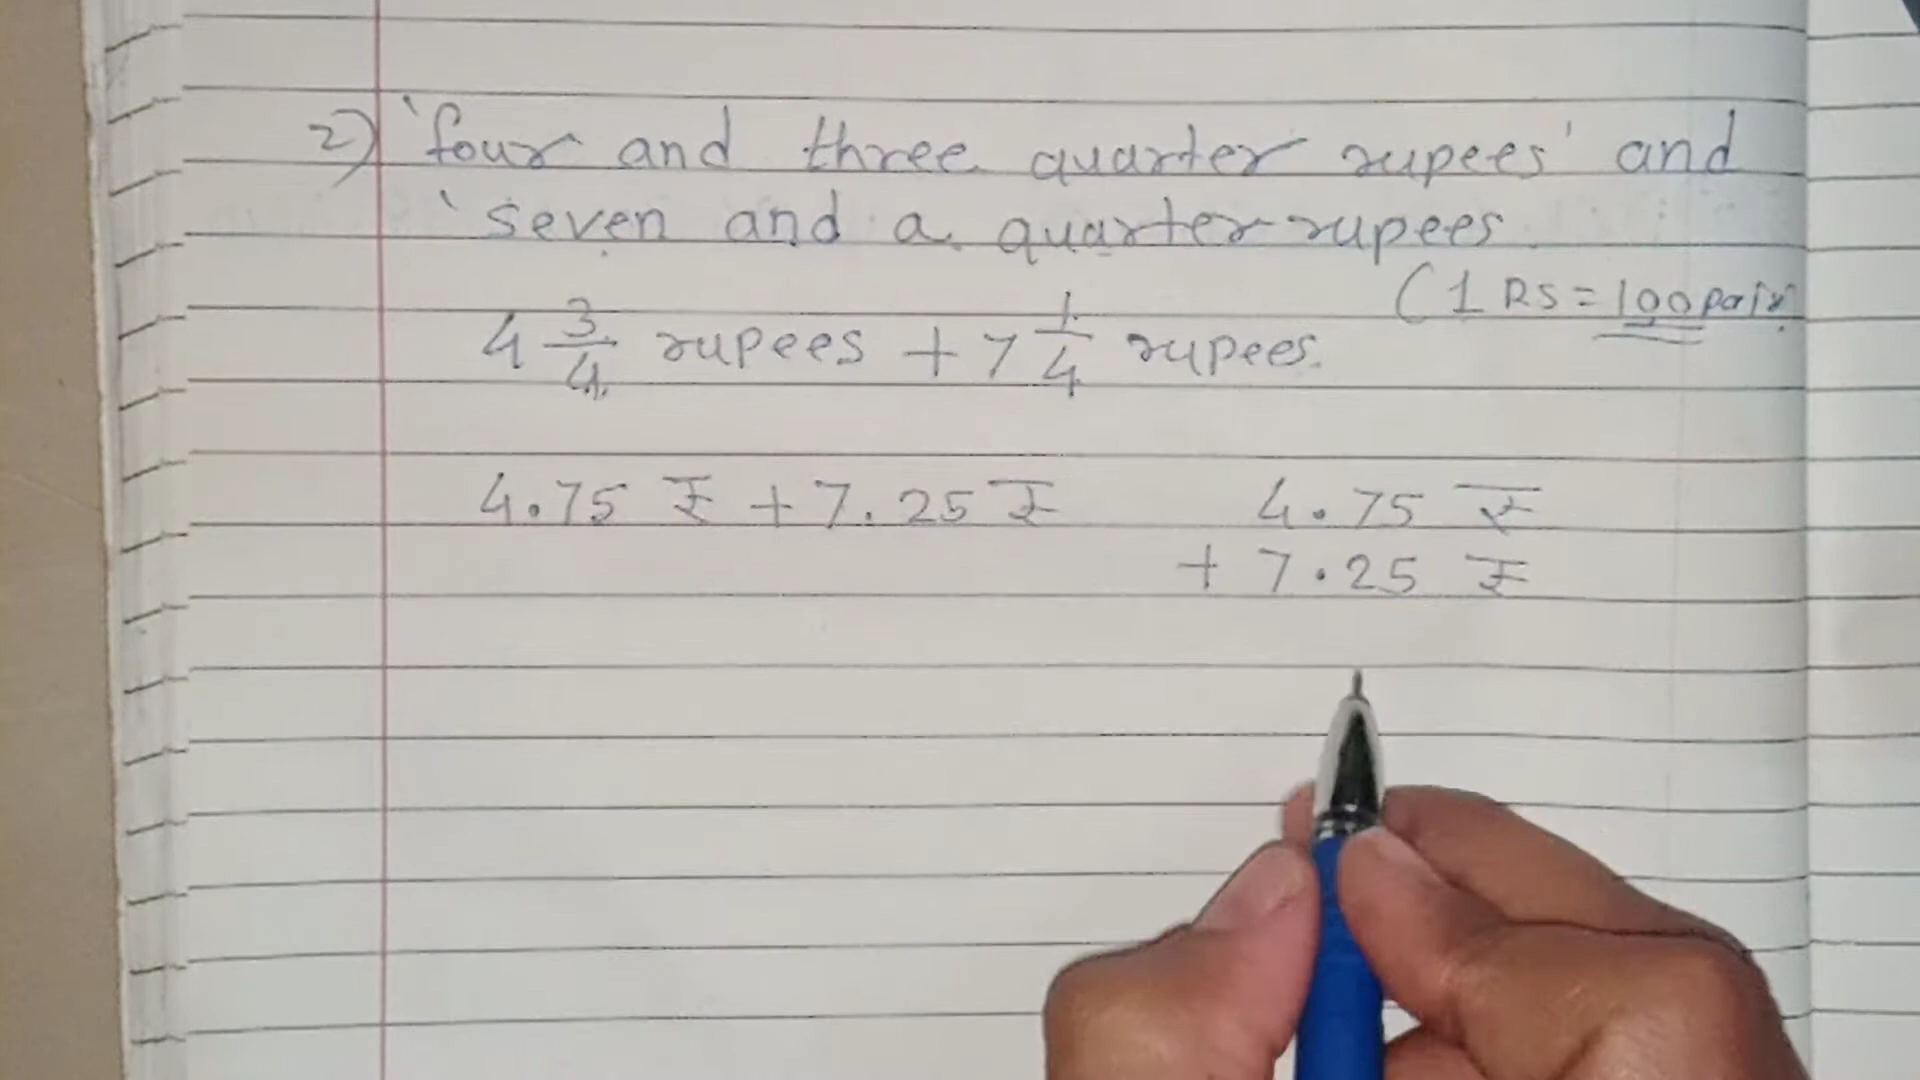 2) 'four and three quarter rupees' and
'seven and a quarter rupees
(1 RS = 100 paix
4 3/4 rupees + 7 1/4 rupees.
4.75 ₹ + 7.25 ₹
4.75 ₹
+ 7.25 ₹